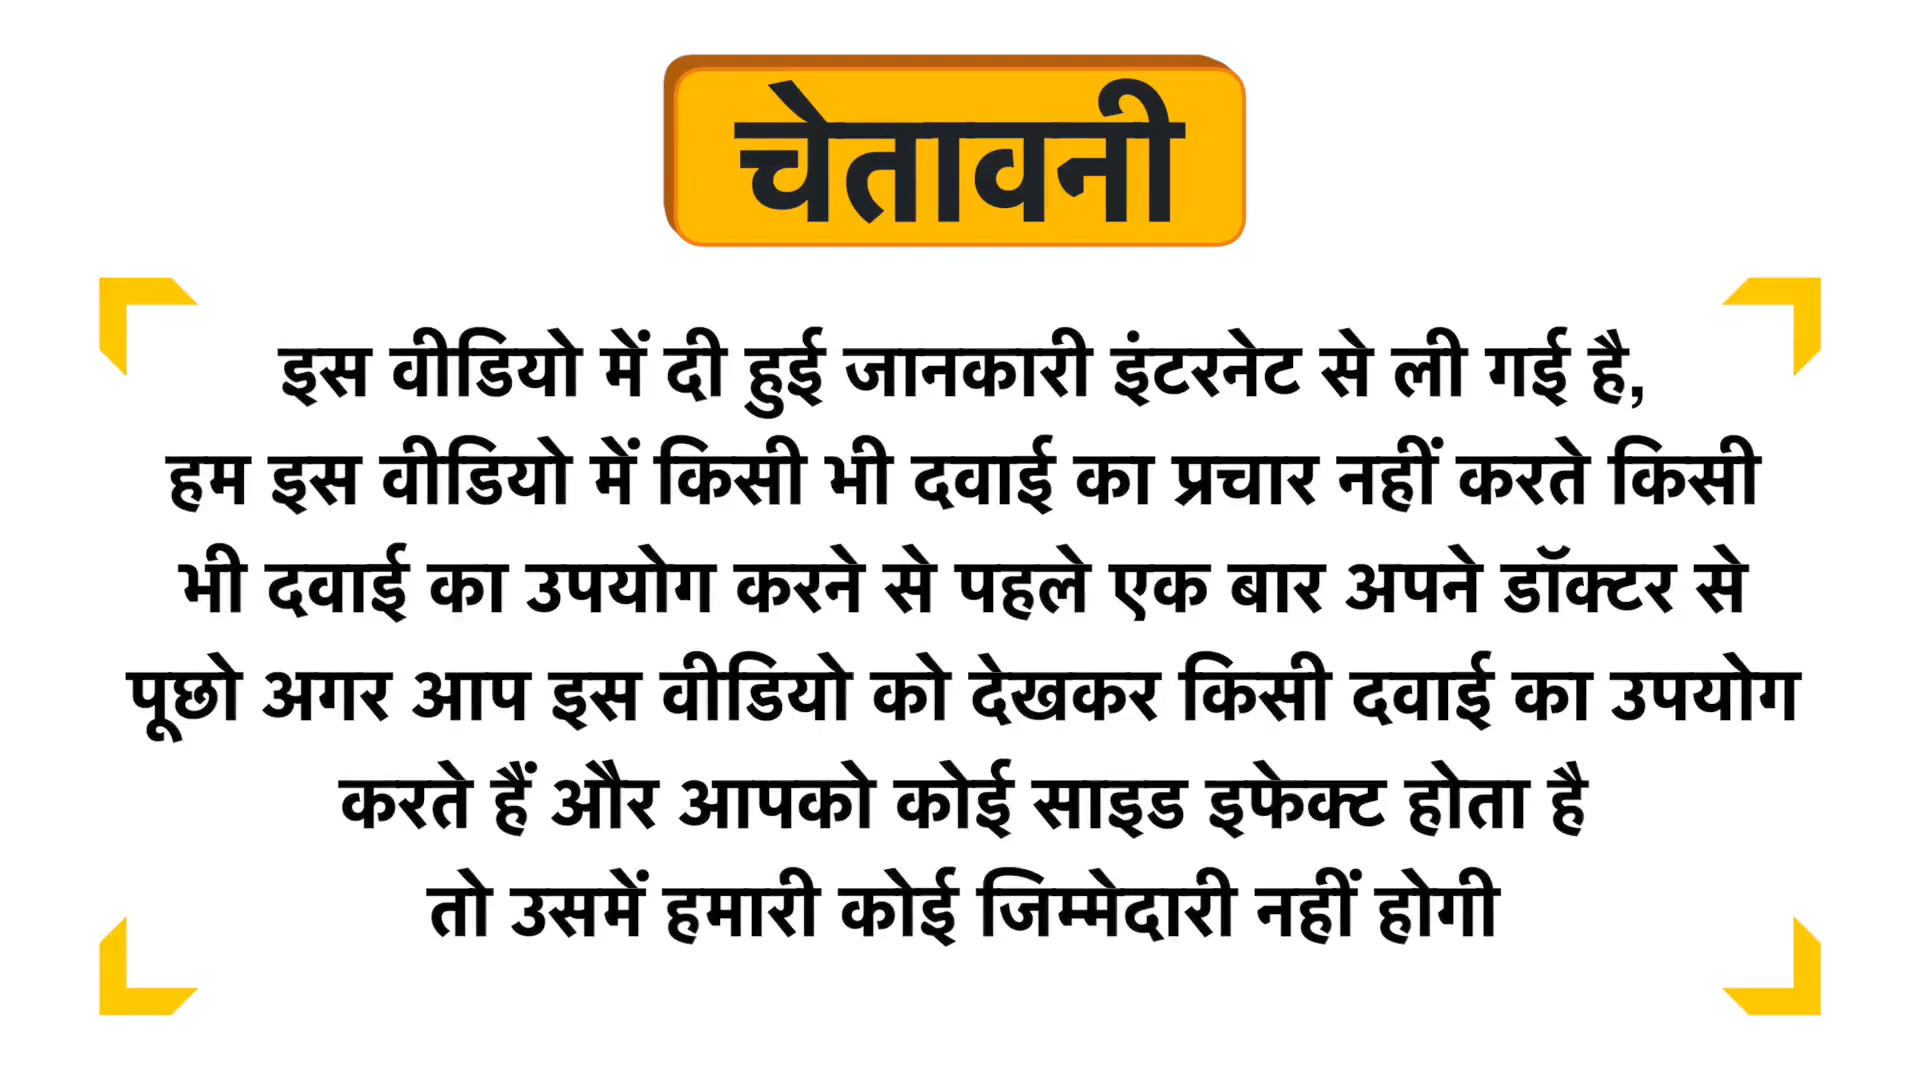 चेतावनी
इस वीडियो में दी हुई जानकारी इंटरनेट से ली गई है,
हम इस वीडियो में किसी भी दवाई का प्रचार नहीं करते किसी
भी दवाई का उपयोग करने से पहले एक बार अपने डॉक्टर से
पूछो अगर आप इस वीडियो को देखकर किसी दवाई का उपयोग
करते हैं और आपको कोई साइड इफेक्ट होता है
तो उसमें हमारी कोई जिम्मेदारी नहीं होगी